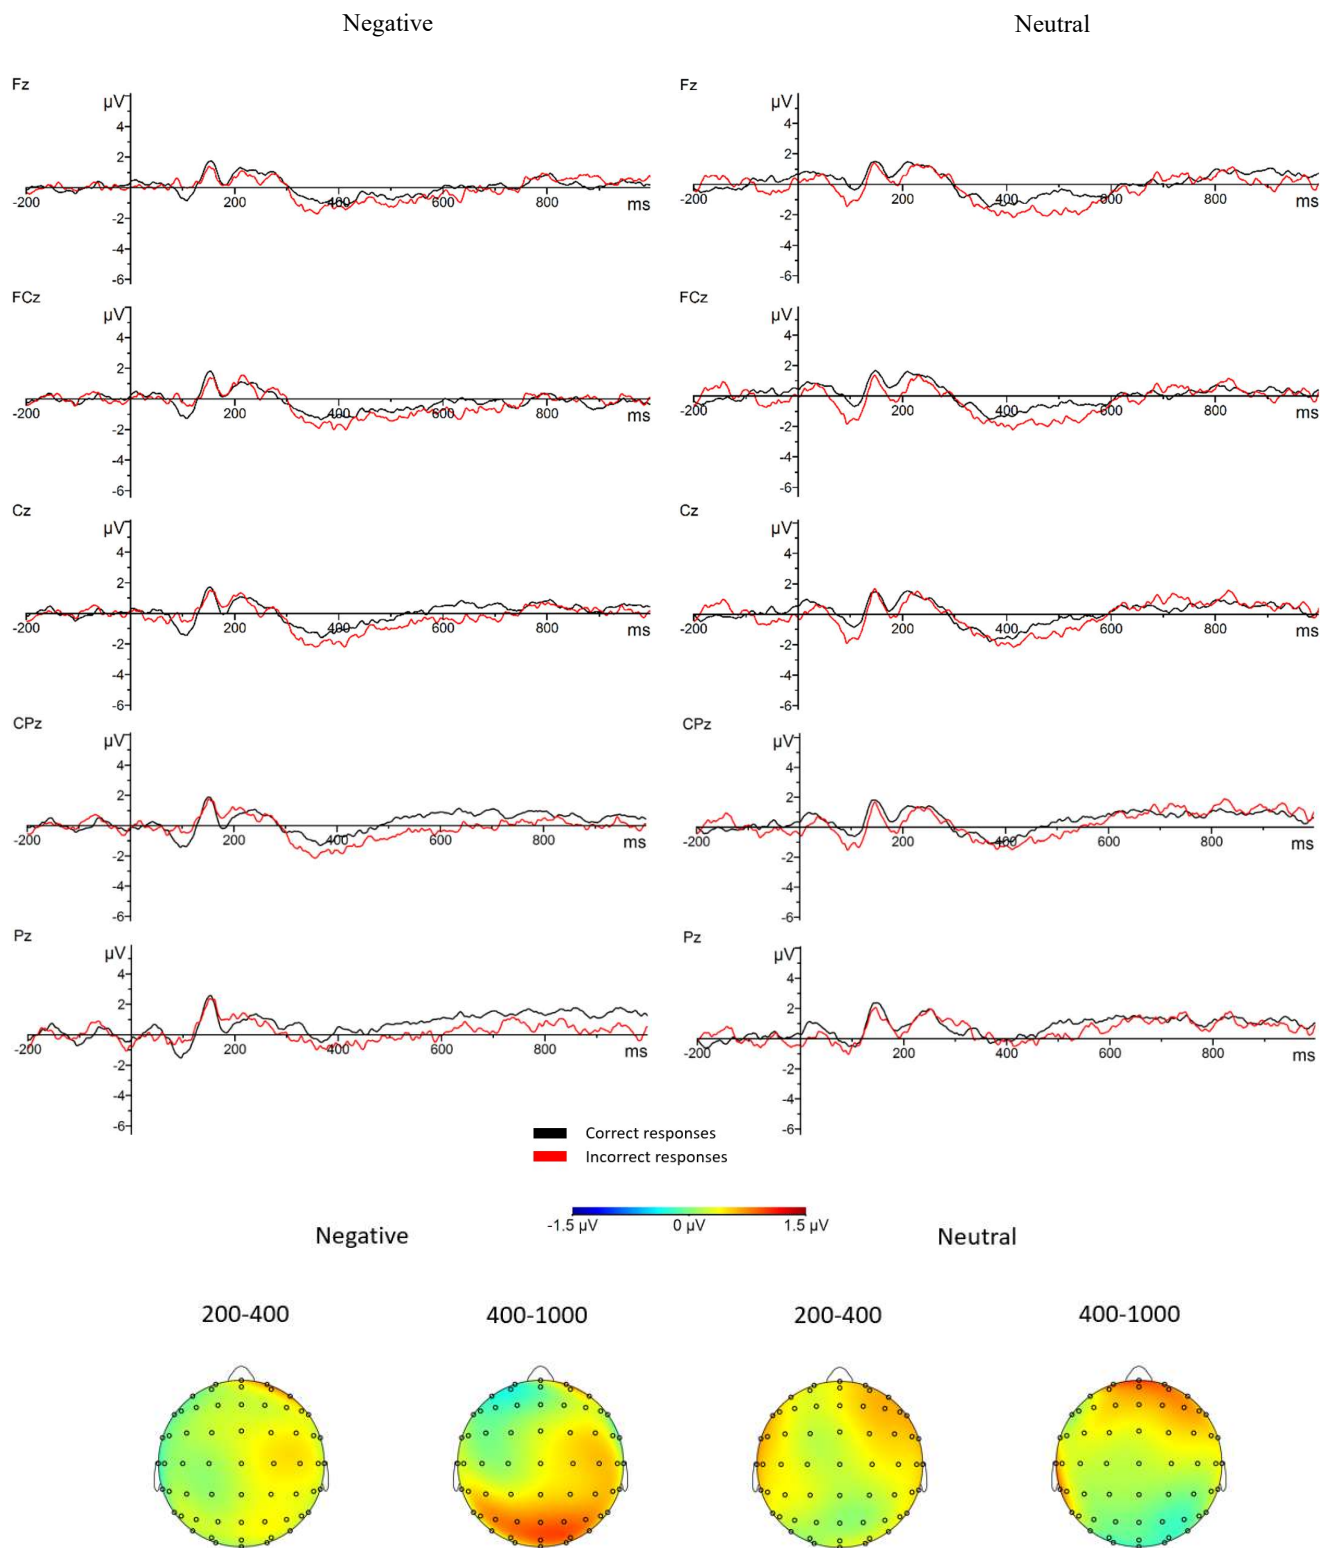 Negative Neutral
Fz Fz
µV µV
4 4
2 2
-200 200 400 600 800 ms -200 200 400 600 800 ms
-2 -2
-4 -4
-6 -6
FCz FCz
µV µV
4 4
2 2
-200 200 400 600 800 ms -200 200 400 600 800 ms
-2 -2
-4 -4
-6 -6
Cz Cz
µV µV
4 4
2 2
-200 200 400 600 800 ms -200 200 400 600 800 ms
-2 -2
-4 -4
-6 -6
CPz CPz
µV µV
4 4
2 2
-200 200 400 600 800 ms -200 200 400 600 800 ms
-2 -2
-4 -4
-6 -6
Pz Pz
µV µV
4 4
2 2
-200 200 400 600 800 ms -200 200 400 600 800 ms
-2 -2
-4 -4
-6 -6
Correct responses
Incorrect responses
-1.5 µV 0 µV 1.5 µV
Negative Neutral
200-400 400-1000 200-400 400-1000